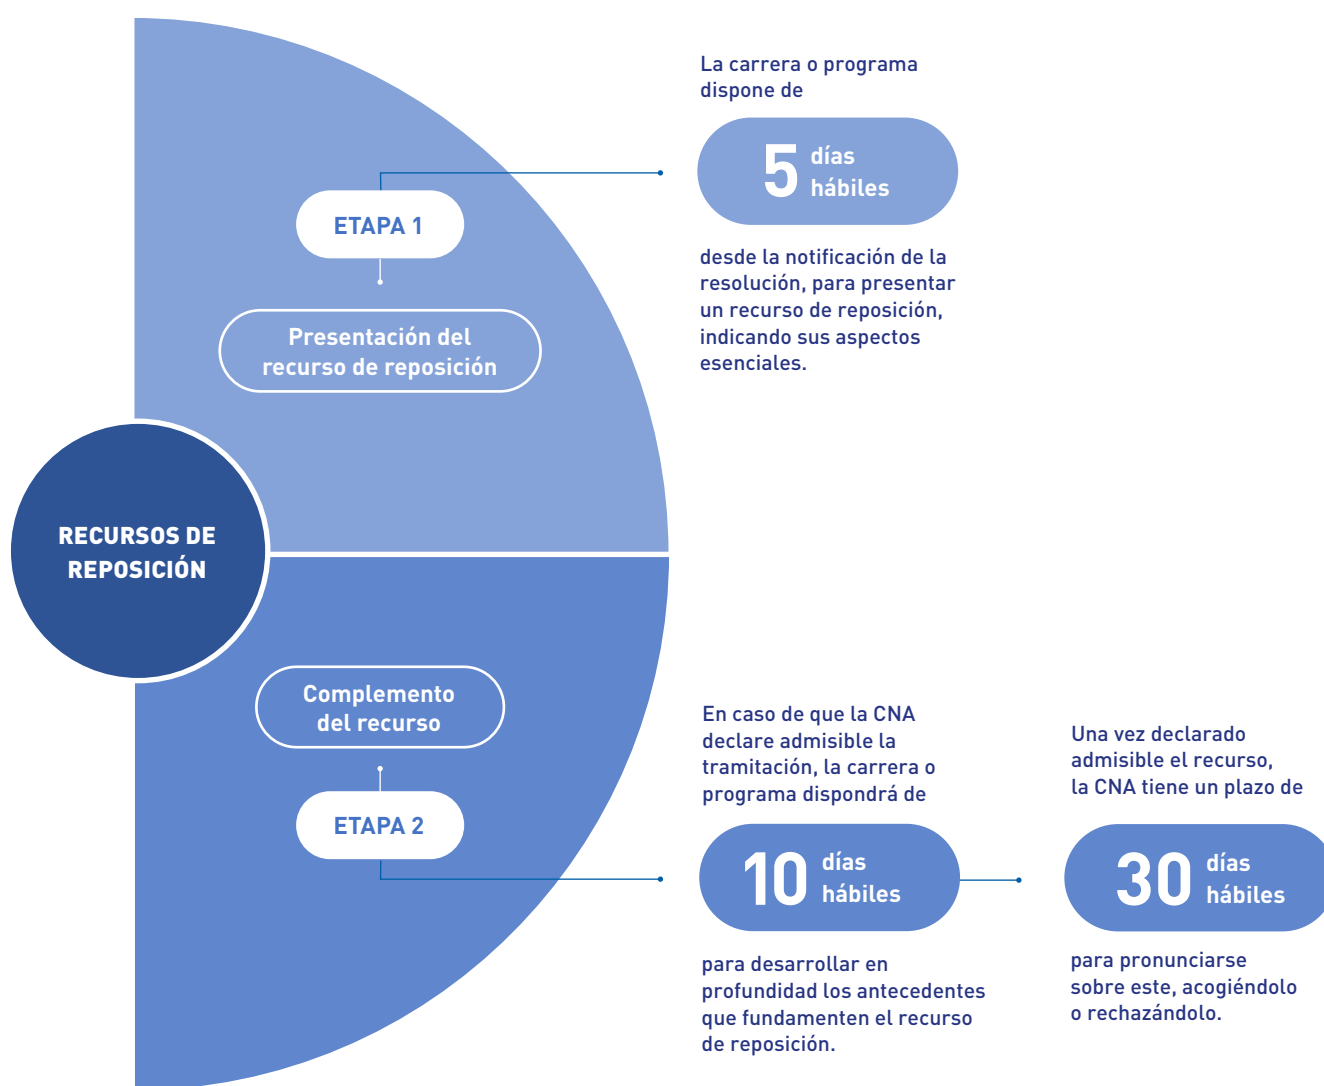 La carrera o programa
dispone de
5 días
hábiles
desde la notificación de la
resolución, para presentar
un recurso de reposición,
indicando sus aspectos
esenciales.
ETAPA 1
Presentación del
recurso de reposición
RECURSOS DE
REPOSICIÓN
Complemento
del recurso
ETAPA 2
En caso de que la CNA
declare admisible la
tramitación, la carrera o
programa dispondrá de
10 días
hábiles
para desarrollar en
profundidad los antecedentes
que fundamenten el recurso
de reposición.
Una vez declarado
admisible el recurso,
la CNA tiene un plazo de
30 días
hábiles
para pronunciarse
sobre este, acogiéndolo
o rechazándolo.